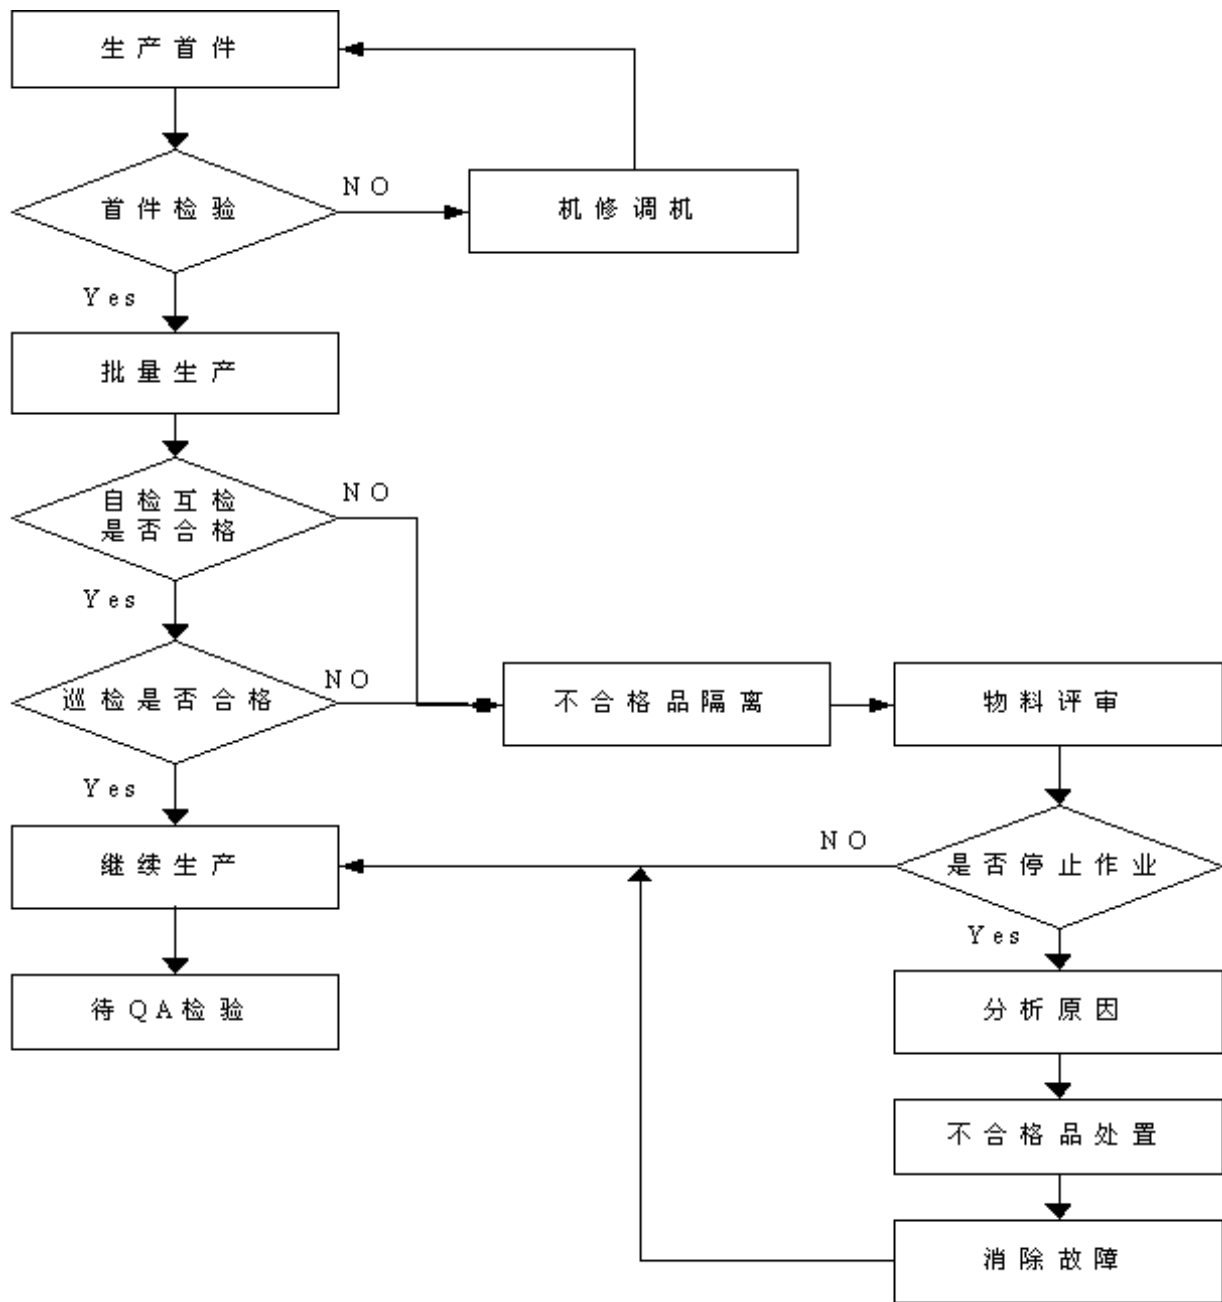 生产首件
首件检验
NO
机修调机
Yes
批量生产
自检互检
是否合格
NO
Yes
巡检是否合格
NO
不合格品隔离
物料评审
Yes
继续生产
NO
是否停止作业
Yes
待QA检验
分析原因
不合格品处置
消除故障